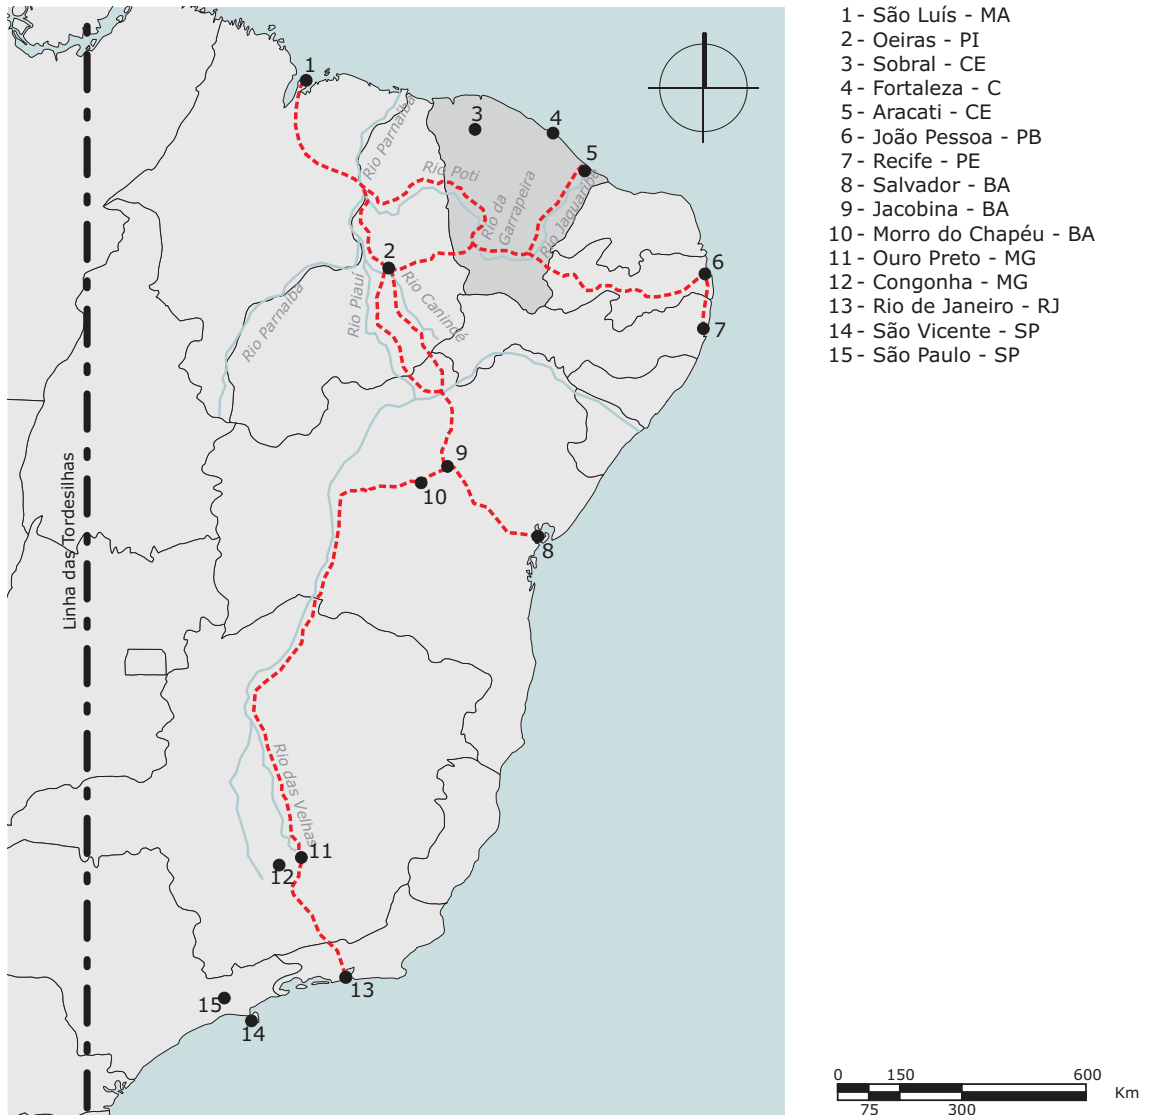 1 - São Luís - MA
2 - Oeiras - PI
3 - Sobral - CE
4 - Fortaleza - C
5 - Aracati - CE
6 - João Pessoa - PB
7 - Recife - PE
8 - Salvador - BA
9 - Jacobina - BA
10 - Morro do Chapéu - BA
11 - Ouro Preto - MG
12 - Congonha - MG
13 - Rio de Janeiro - RJ
14 - São Vicente - SP
15 - São Paulo - SP
1
3
4
5
Rio Parnaíba
Rio Poti
Rio da
Garrapeira
Rio Jaguaribe
2
6
Rio Piauí
Rio Canindé
Rio Parnaíba
7
9
10
8
Linha das Tordesilhas
Rio das Velhas
11
12
13
15
14
0 150 600
75 300
Km